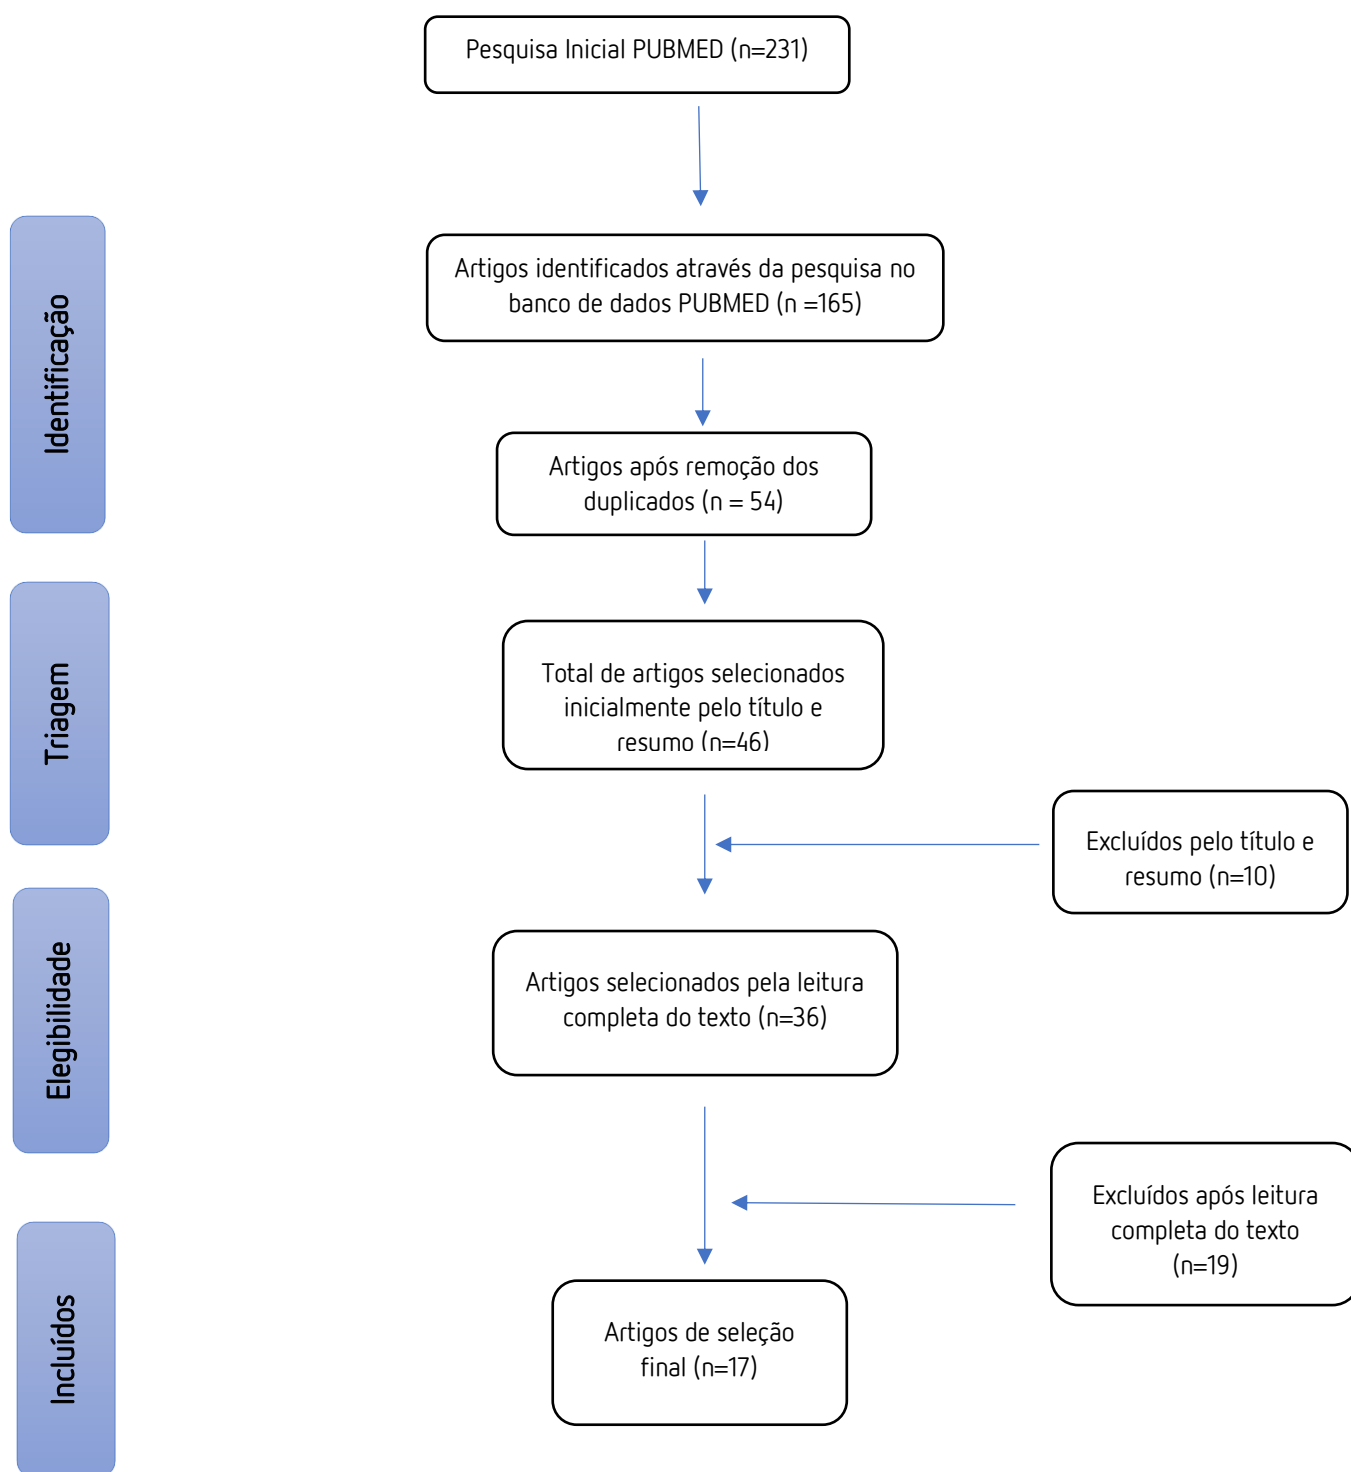 Pesquisa Inicial PUBMED (n=231)
Identificação
Artigos identificados através da pesquisa no
banco de dados PUBMED (n =165)
Artigos após remoção dos
duplicados (n = 54)
Triagem
Total de artigos selecionados
inicialmente pelo título e
resumo (n=46)
Excluídos pelo título e
resumo (n=10)
Elegibilidade
Artigos selecionados pela leitura
completa do texto (n=36)
Excluídos após leitura
completa do texto
(n=19)
Incluídos
Artigos de seleção
final (n=17)